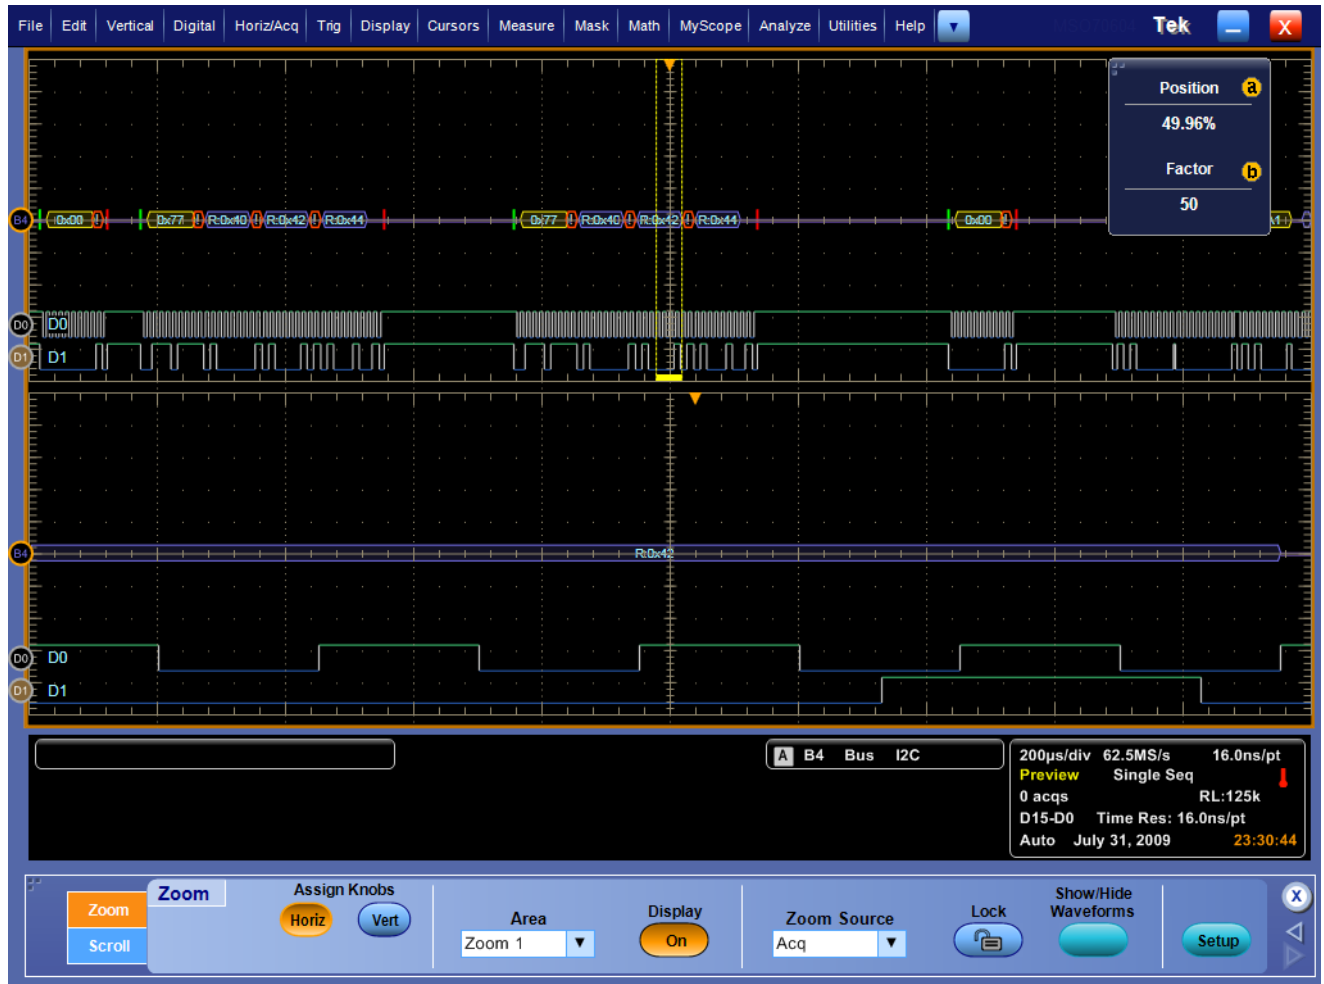 File Edit Vertical Digital Horiz/Acq Trig Display Cursors Measure Mask Math MyScope Analyze Utilities Help Tek X
Position a
49.96%
Factor b
50
B4 0x00 ! 0x77 ! R:0x40 ! R:0x42 ! R:0x44 0x77 ! R:0x40 ! R:0x42 ! R:0x44 0x00 !
D0 D0
D1 D1
B4 R:0x42
D0 D0
D1 D1
A B4 Bus I2C
200µs/div 62.5MS/s 16.0ns/pt
Preview Single Seq
0 acqs RL:125k
D15-D0 Time Res: 16.0ns/pt
Auto July 31, 2009 23:30:44
Zoom
Scroll
Zoom
Assign Knobs
Horiz Vert
Area
Zoom 1
Display
On
Zoom Source
Acq
Lock
Show/Hide
Waveforms
Setup
X